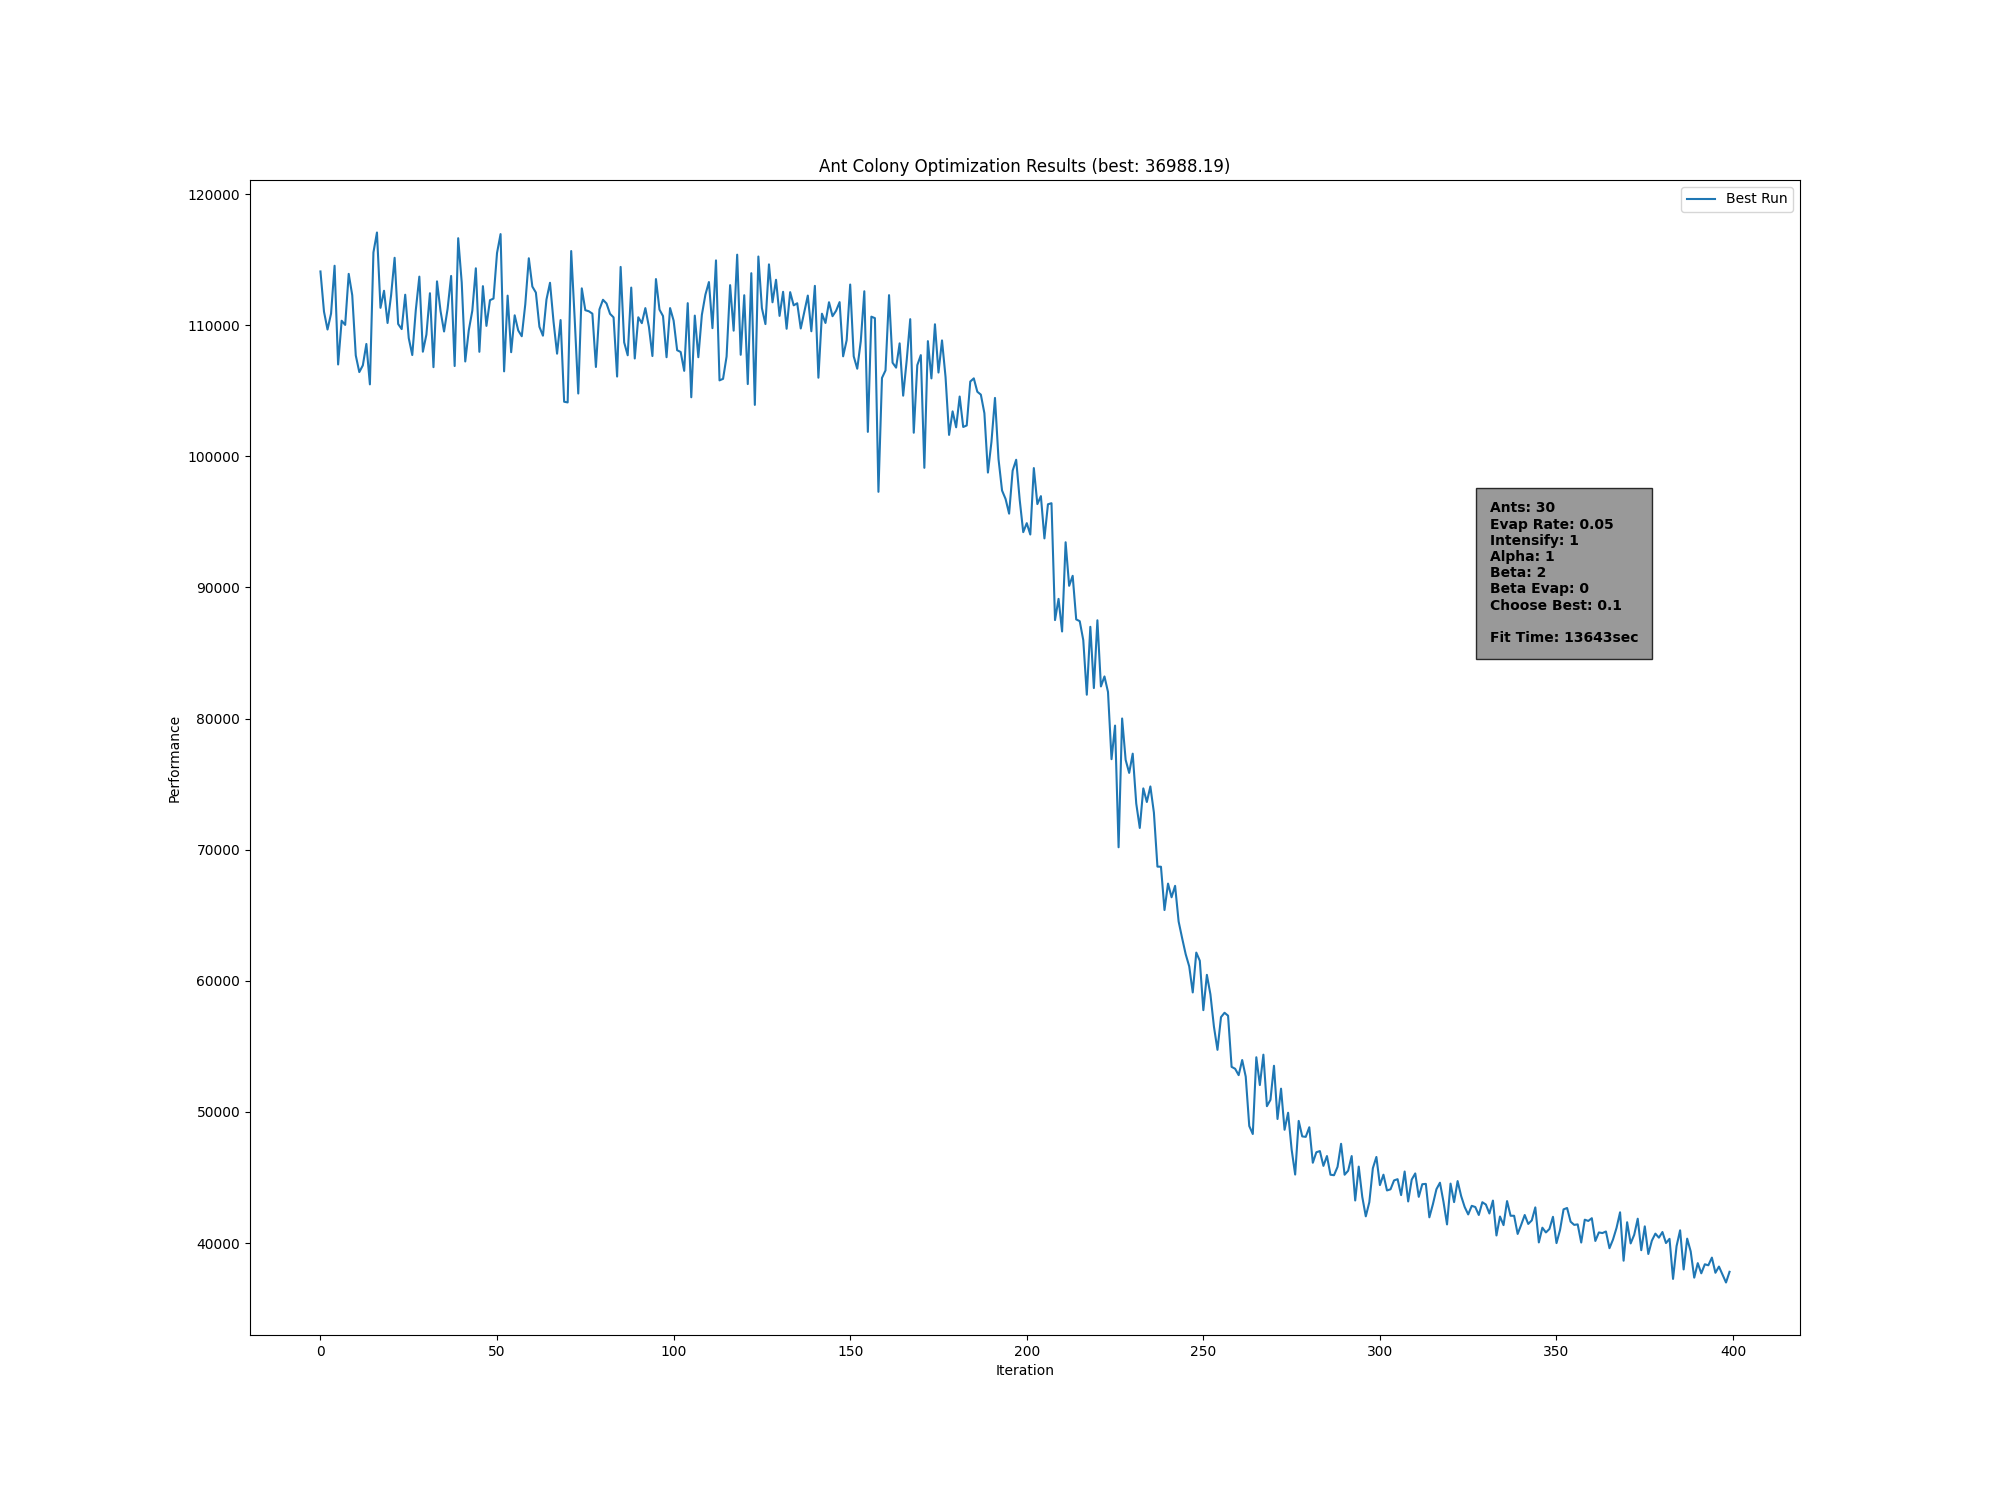 Ant Colony Optimization Results (best: 36988.19)
Best Run
120000
110000
100000
90000
80000
70000
60000
50000
40000
Performance
Ants: 30
Evap Rate: 0.05
Intensify: 1
Alpha: 1
Beta: 2
Beta Evap: 0
Choose Best: 0.1
Fit Time: 13643sec
0 50 100 150 200 250 300 350 400
Iteration